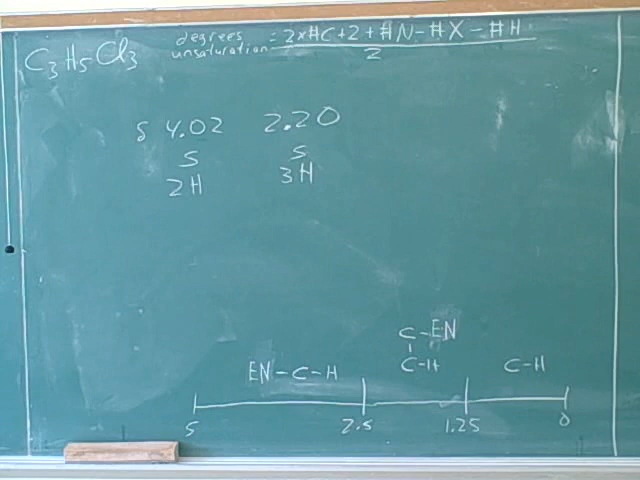 C3H5Cl3
degrees unsaturation = 2x#C+2+#N-#X-#H / 2
δ 4.02 2.20
s s
2H 3H
C-EN
EN-C-H C-H C-H
5 2.5 1.25 0